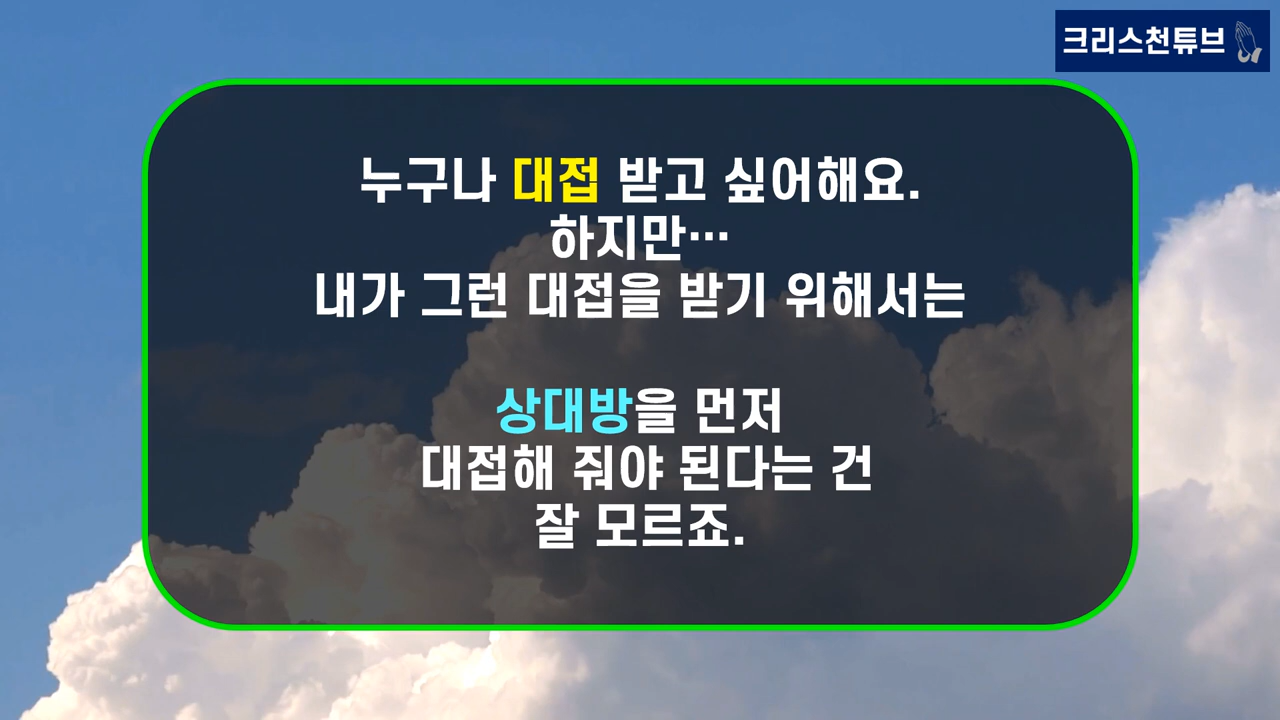 크리스천튜브
누구나 대접 받고 싶어해요.
하지만…
내가 그런 대접을 받기 위해서는
상대방을 먼저
대접해 줘야 된다는 건
잘 모르죠.